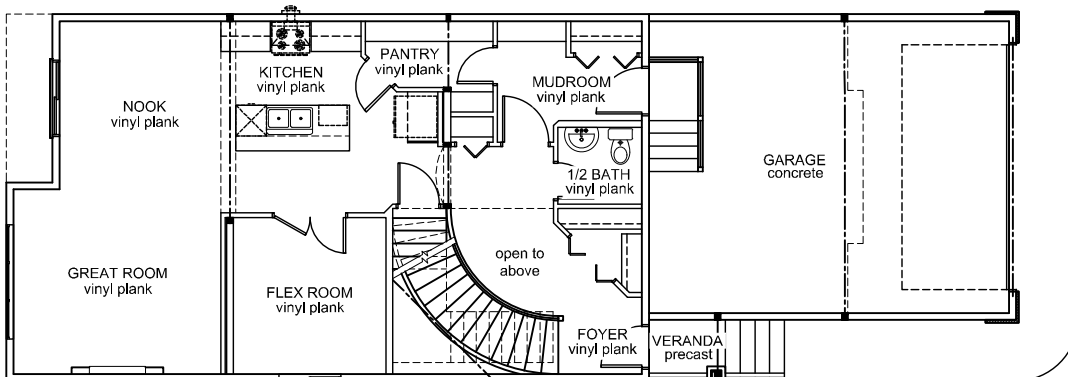 PANTRY
vinyl plank
KITCHEN
vinyl plank
MUDROOM
vinyl plank
NOOK
vinyl plank
1/2 BATH
vinyl plank
GARAGE
concrete
open to
above
GREAT ROOM
vinyl plank
FLEX ROOM
vinyl plank
FOYER
vinyl plank
VERANDA
precast